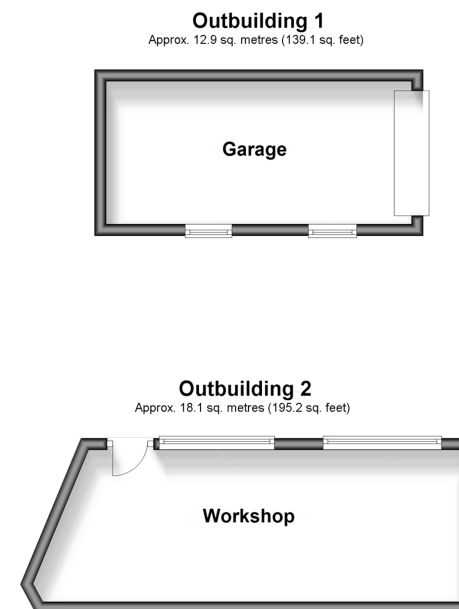 Outbuilding 1
Approx. 12.9 sq. metres (139.1 sq. feet)
Garage
Outbuilding 2
Approx. 18.1 sq. metres (195.2 sq. feet)
Workshop